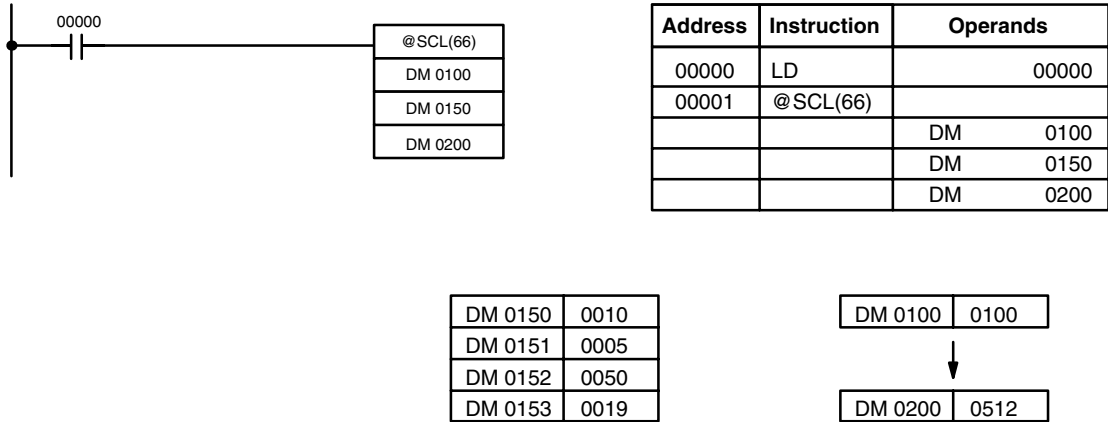 00000
@SCL(66)
DM 0100
DM 0150
DM 0200
Address Instruction Operands
00000 LD 00000
00001 @SCL(66)
DM 0100
DM 0150
DM 0200
DM 0150 0010
DM 0151 0005
DM 0152 0050
DM 0153 0019
DM 0100 0100
DM 0200 0512